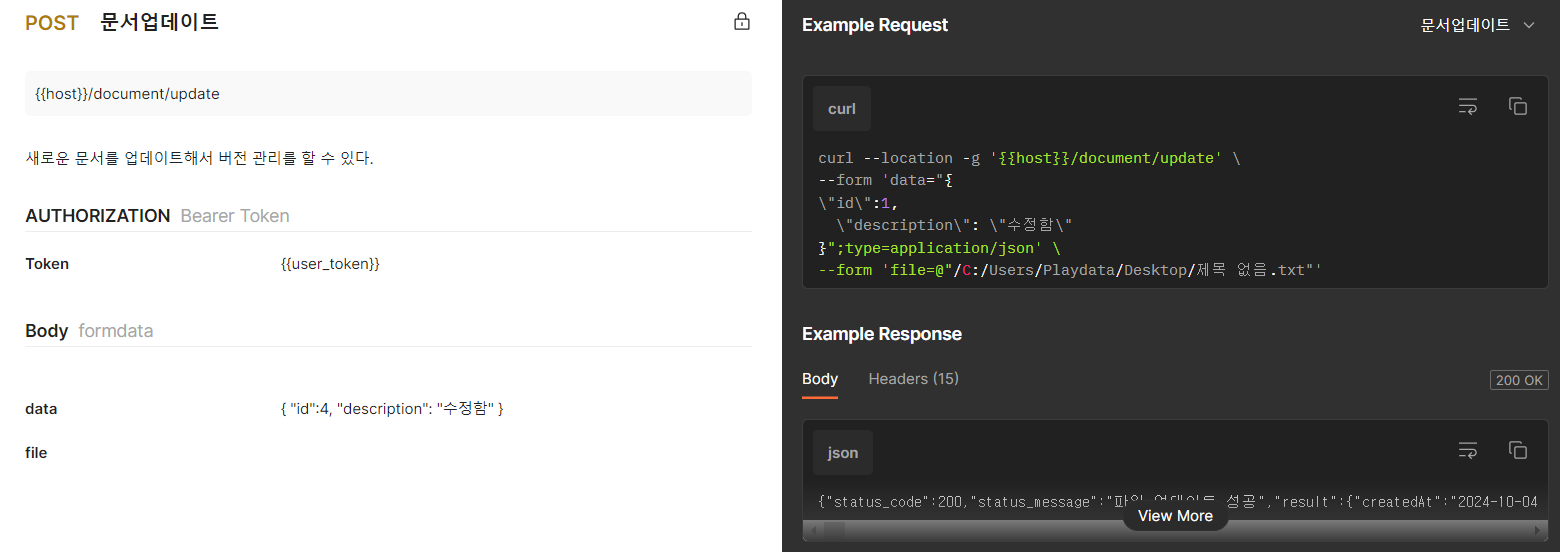 POST 문서업데이트
{{host}}/document/update
새로운 문서를 업데이트해서 버전 관리를 할 수 있다.
AUTHORIZATION Bearer Token
Token {{user_token}}
Body formdata
data { "id":4, "description": "수정함" }
file
Example Request 문서업데이트
curl
curl --location -g '{{host}}/document/update' \
--form 'data="{
\"id\":1,
  \"description\": \"수정함\"
}";type=application/json' \
--form 'file=@"/C:/Users/Playdata/Desktop/제목 없음.txt"'
Example Response
Body Headers (15) 200 OK
json
{"status_code":200,"status_message":"파일 업데이트 성공","result":{"createdAt":"2024-10-04
View More